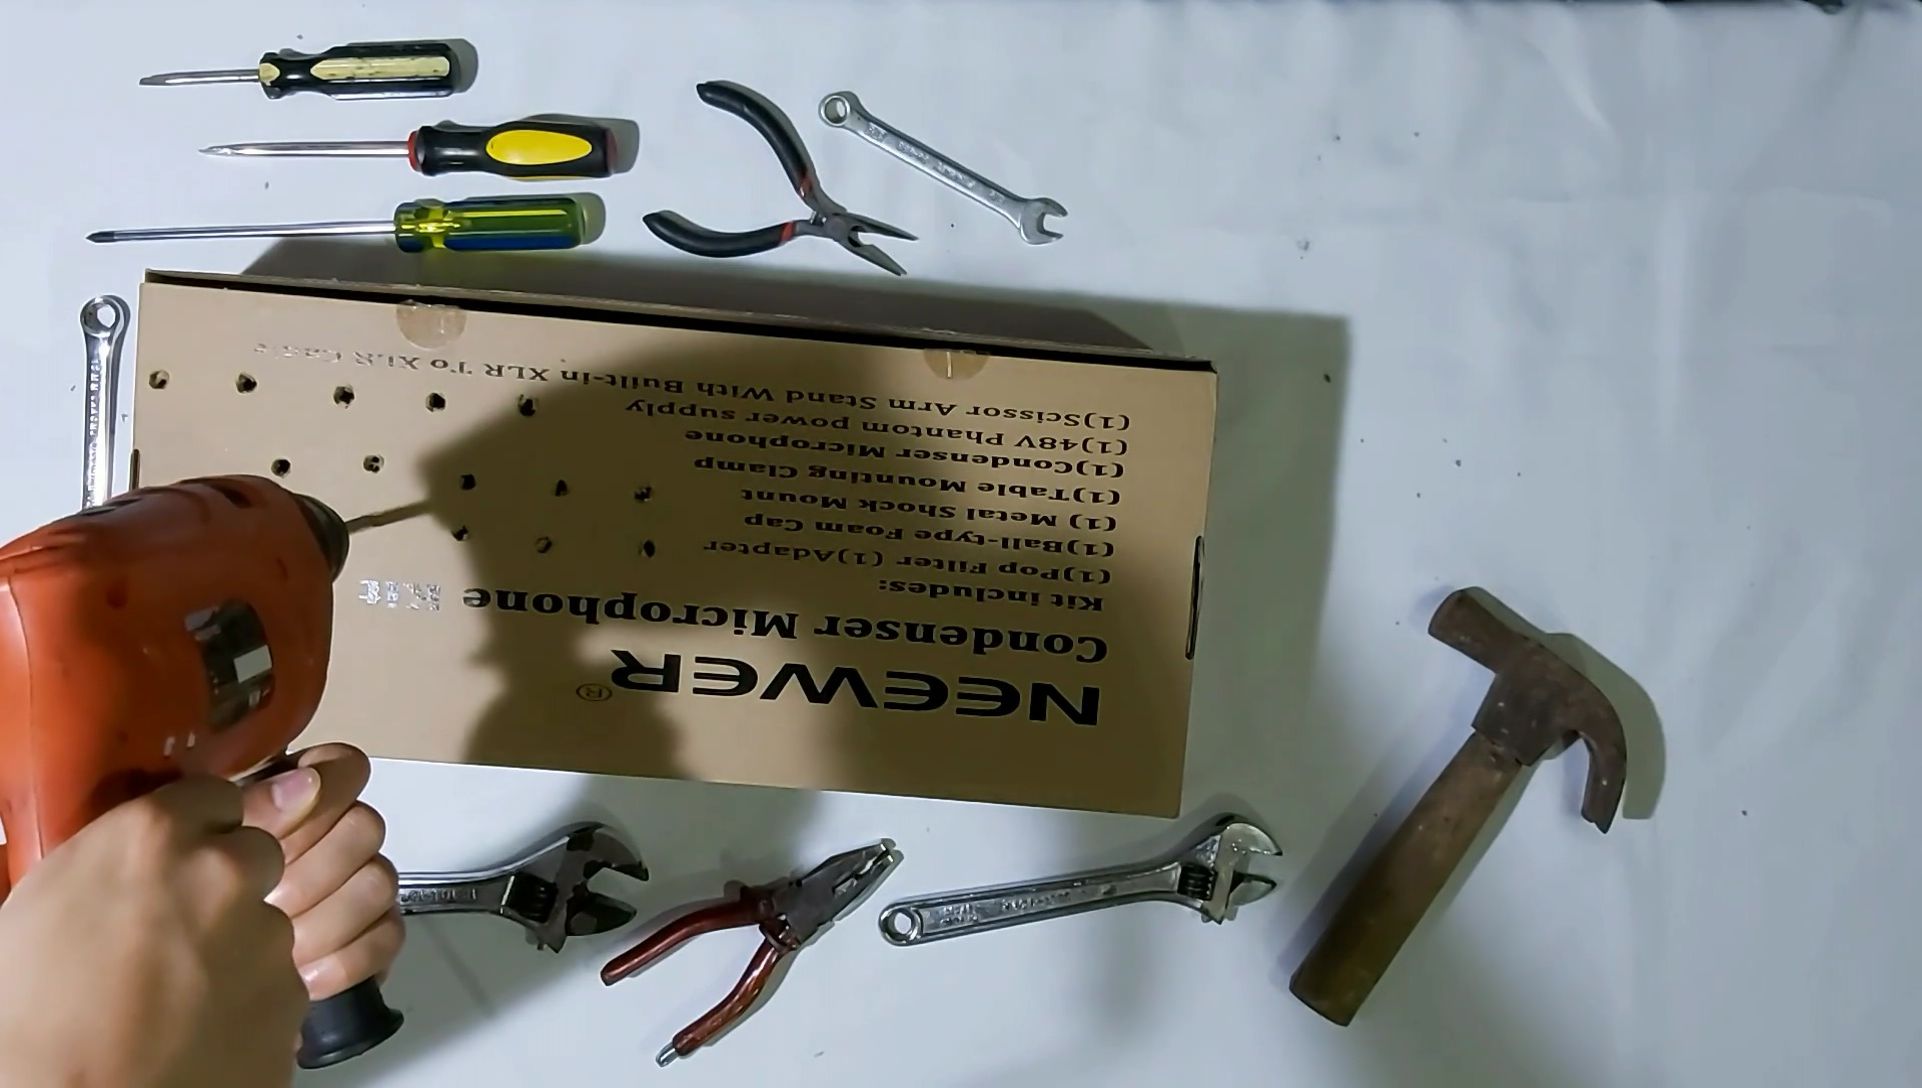 NEEWER®
Condenser Microphone Kit
Kit includes:
(1)Pop Filter (1)Adapter
(1)Ball-type Foam Cap
(1) Metal Shock Mount
(1)Table Mounting Clamp
(1)Condenser Microphone
(1)48V Phantom power supply
(1)Scissor Arm Stand With Built-in XLR To XLR Cable